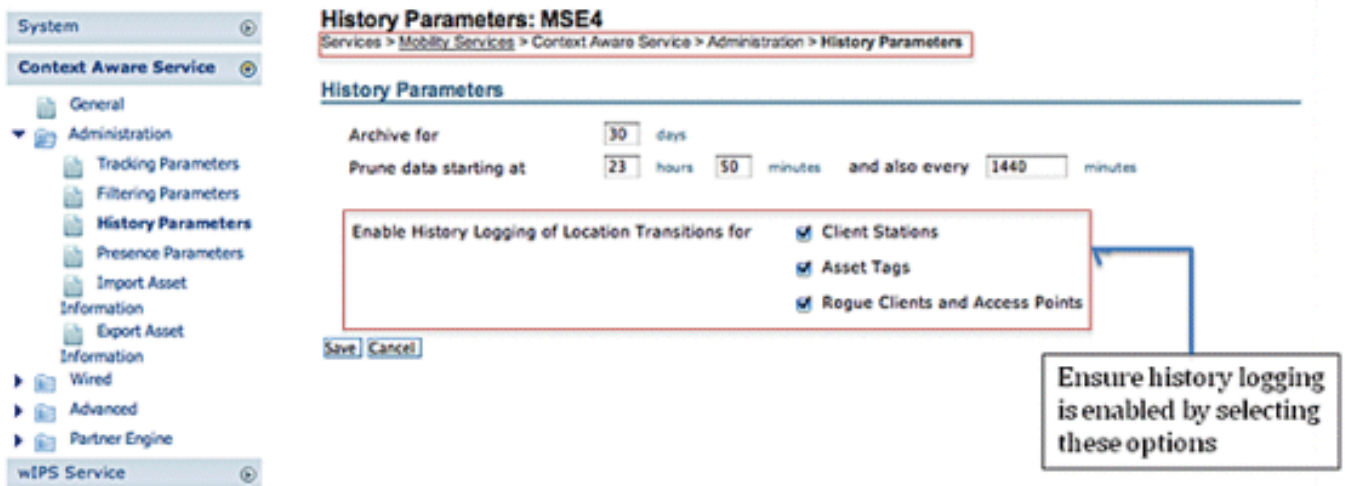 System
Context Aware Service
General
Administration
Tracking Parameters
Filtering Parameters
History Parameters
Presence Parameters
Import Asset
Information
Export Asset
Information
Wired
Advanced
Partner Engine
wIPS Service
History Parameters: MSE4
Services > Mobility Services > Context Aware Service > Administration > History Parameters
History Parameters
Archive for 30 days
Prune data starting at 23 hours 50 minutes and also every 1440 minutes
Enable History Logging of Location Transitions for Client Stations
Asset Tags
Rogue Clients and Access Points
Save Cancel
Ensure history logging
is enabled by selecting
these options